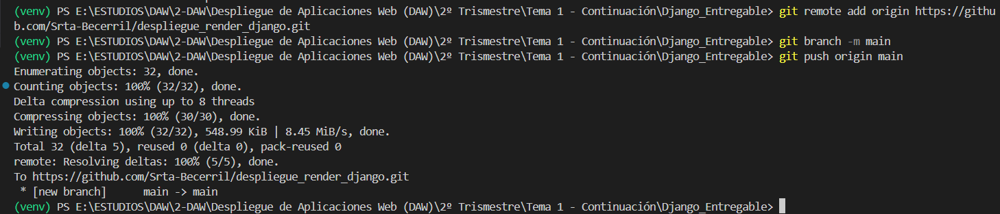 (venv) PS E:\ESTUDIOS\DAW\2-DAW\Despliegue de Aplicaciones Web (DAW)\2º Trismestre\Tema 1 - Continuación\Django_Entregable> git remote add origin https://githu
b.com/Srta-Becerril/despliegue_render_django.git
(venv) PS E:\ESTUDIOS\DAW\2-DAW\Despliegue de Aplicaciones Web (DAW)\2º Trismestre\Tema 1 - Continuación\Django_Entregable> git branch -m main
(venv) PS E:\ESTUDIOS\DAW\2-DAW\Despliegue de Aplicaciones Web (DAW)\2º Trismestre\Tema 1 - Continuación\Django_Entregable> git push origin main
Enumerating objects: 32, done.
Counting objects: 100% (32/32), done.
Delta compression using up to 8 threads
Compressing objects: 100% (30/30), done.
Writing objects: 100% (32/32), 548.99 KiB | 8.45 MiB/s, done.
Total 32 (delta 5), reused 0 (delta 0), pack-reused 0
remote: Resolving deltas: 100% (5/5), done.
To https://github.com/Srta-Becerril/despliegue_render_django.git
 * [new branch]      main -> main
(venv) PS E:\ESTUDIOS\DAW\2-DAW\Despliegue de Aplicaciones Web (DAW)\2º Trismestre\Tema 1 - Continuación\Django_Entregable>